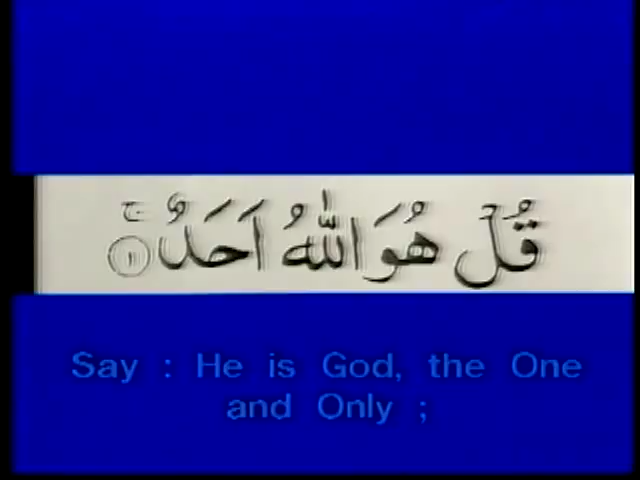 قُلْ هُوَ اللّٰهُ اَحَدٌ ۚ ﴿١﴾
Say : He is God, the One
and Only ;